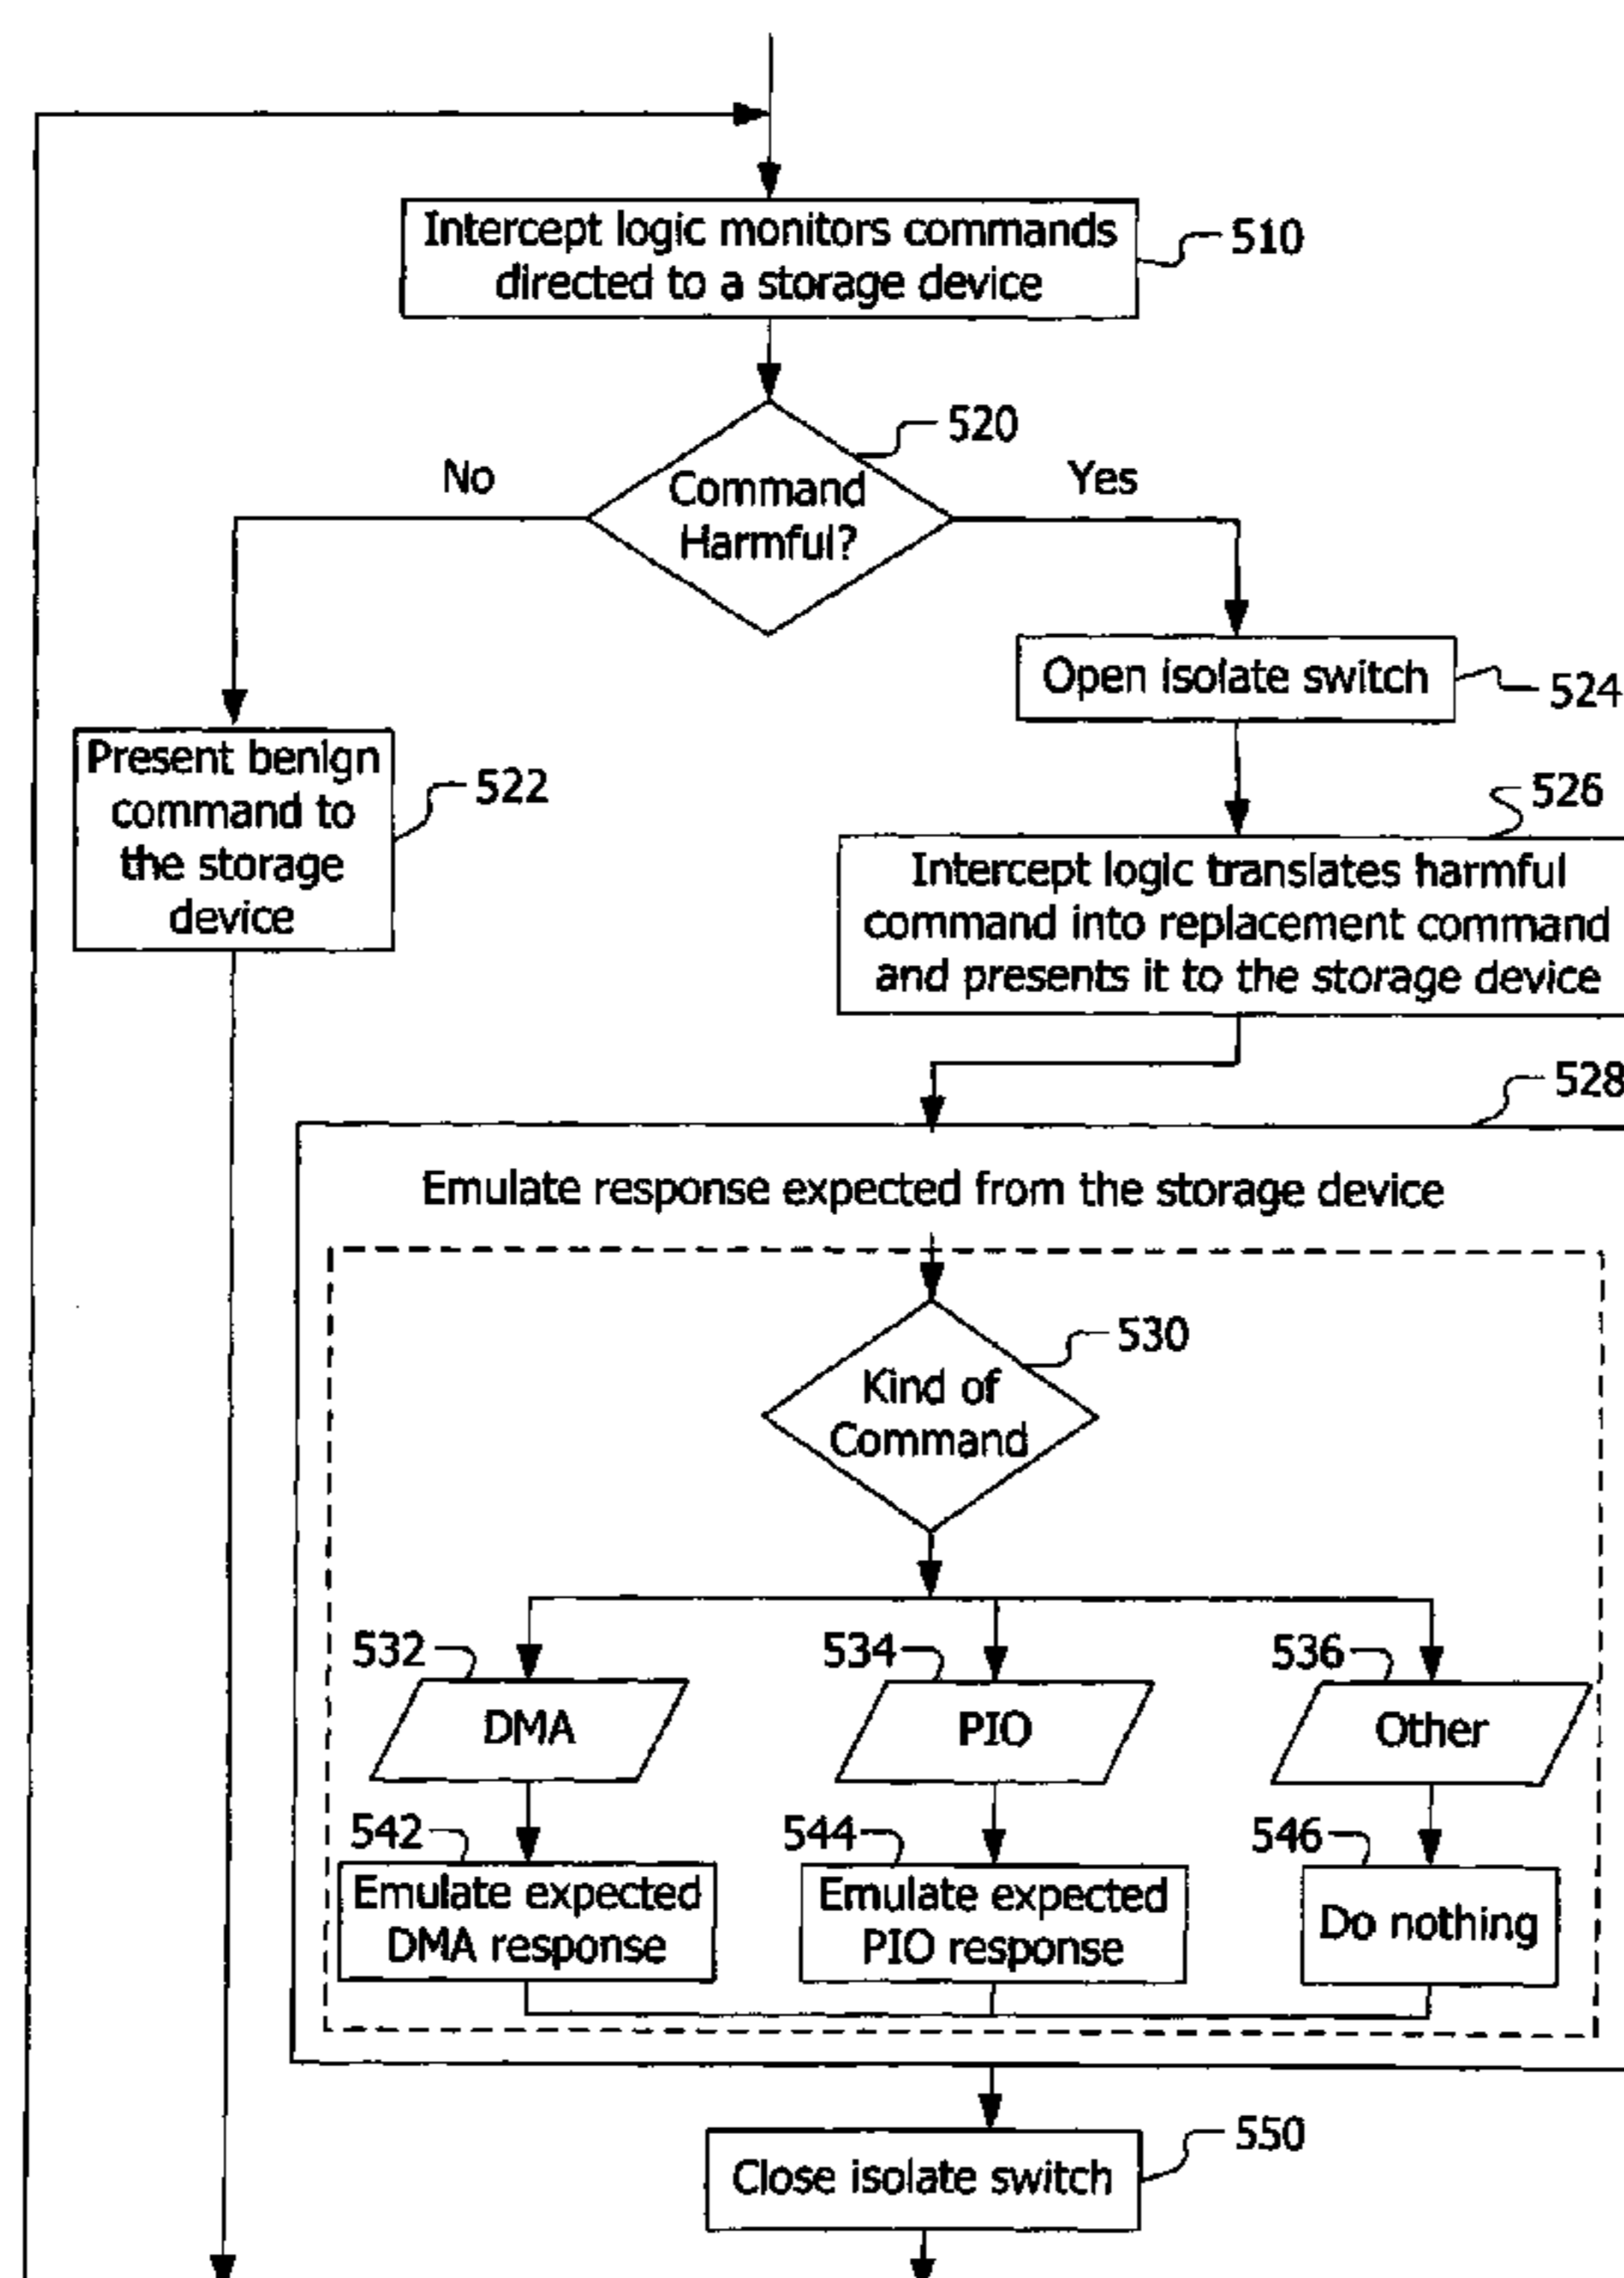 Intercept logic monitors commands
directed to a storage device
510
520
No
Command
Harmful?
Yes
Open isolate switch
524
Present benign
command to
the storage
device
522
526
Intercept logic translates harmful
command into replacement command
and presents it to the storage device
528
Emulate response expected from the storage device
530
Kind of
Command
532
534
536
DMA
PIO
Other
542
544
546
Emulate expected
DMA response
Emulate expected
PIO response
Do nothing
550
Close isolate switch